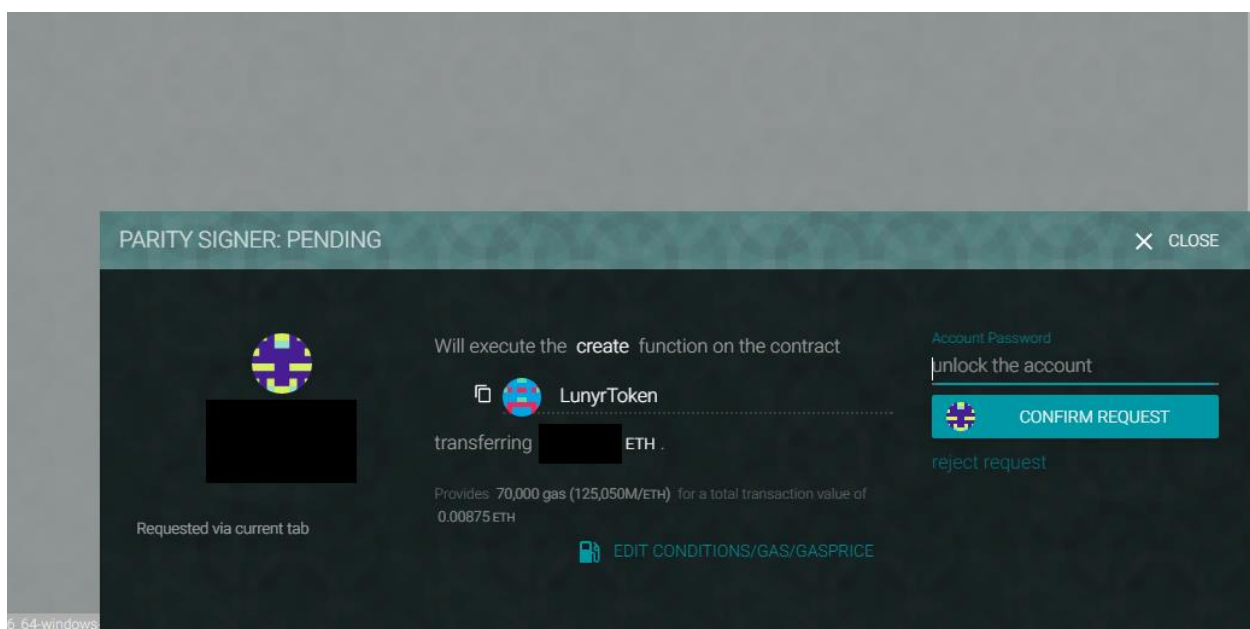 PARITY SIGNER: PENDING
CLOSE
Will execute the create function on the contract
LunyrToken
transferring ETH .
Provides 70,000 gas (125,050M/ETH) for a total transaction value of
0.00875 ETH
EDIT CONDITIONS/GAS/GASPRICE
Requested via current tab
Account Password
unlock the account
CONFIRM REQUEST
reject request
64-windows-